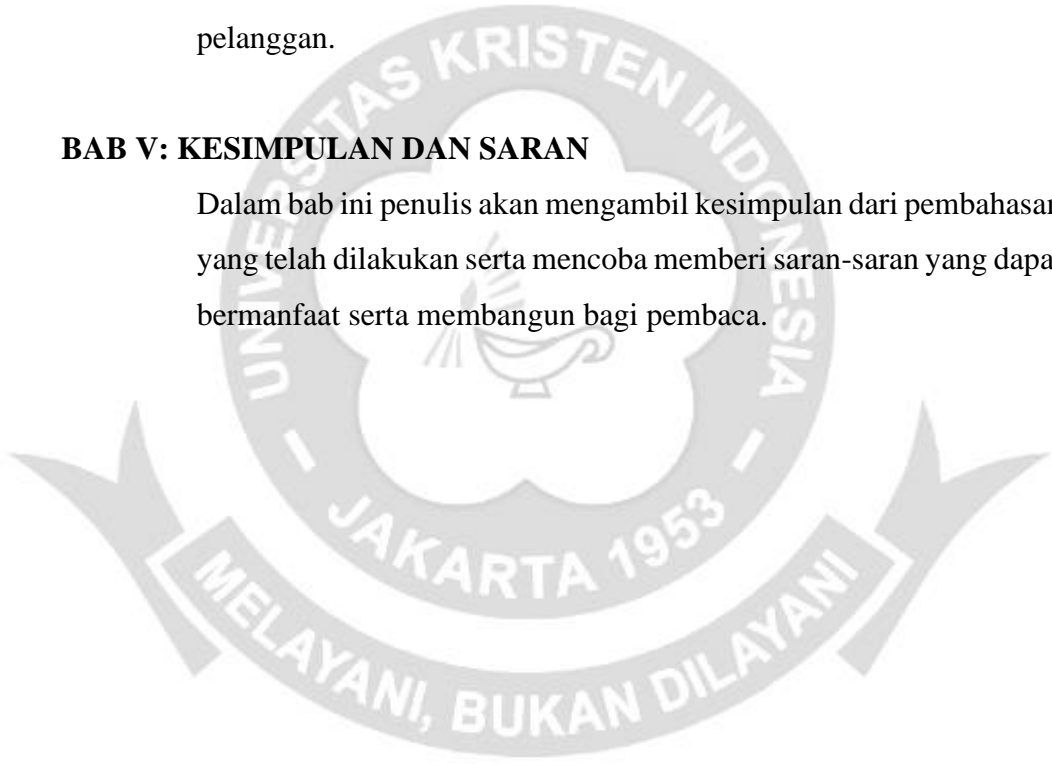 pelanggan.
BAB V: KESIMPULAN DAN SARAN
Dalam bab ini penulis akan mengambil kesimpulan dari pembahasan
yang telah dilakukan serta mencoba memberi saran-saran yang dapa
bermanfaat serta membangun bagi pembaca.
UNIVERSITAS KRISTEN INDONESIA
- JAKARTA 1953 -
MELAYANI, BUKAN DILAYANI